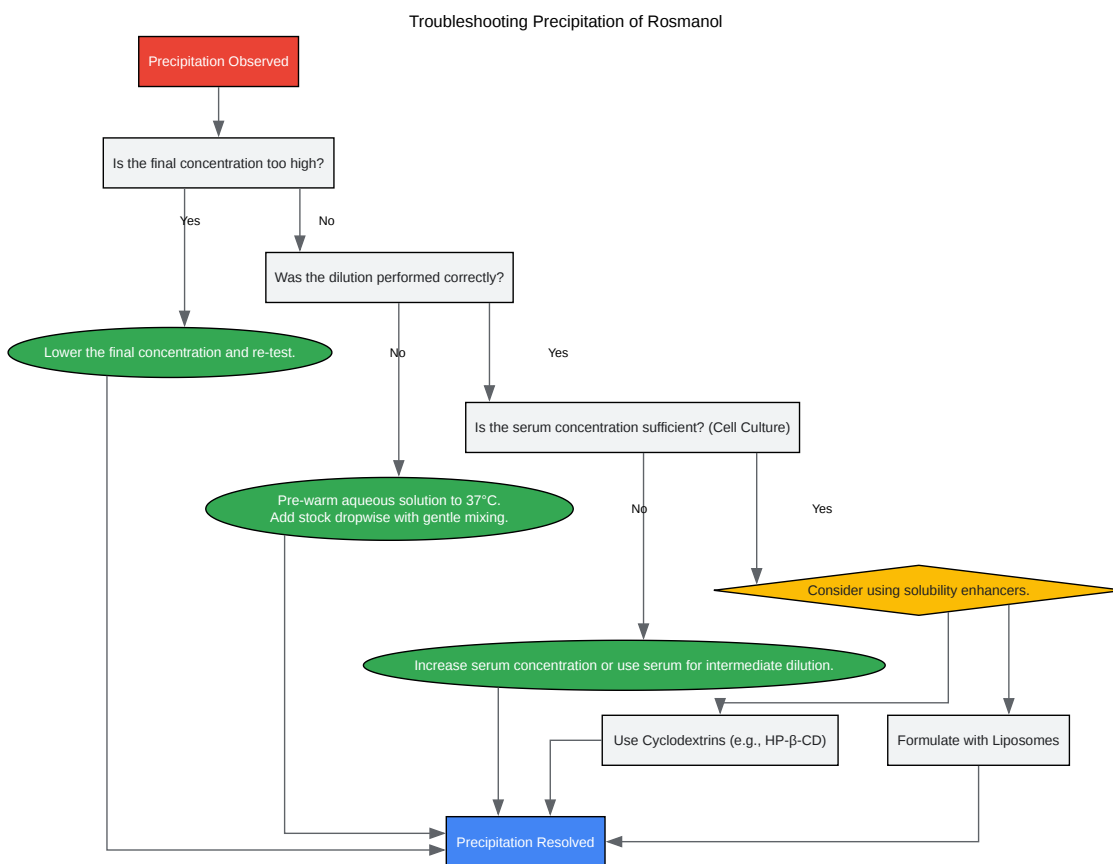 Troubleshooting Precipitation of Rosmanol
Precipitation Observed
Is the final concentration too high?
Yes
No
Was the dilution performed correctly?
Lower the final concentration and re-test.
No
Yes
Is the serum concentration sufficient? (Cell Culture)
Pre-warm aqueous solution to 37°C.
Add stock dropwise with gentle mixing.
No
Yes
Consider using solubility enhancers.
Increase serum concentration or use serum for intermediate dilution.
Use Cyclodextrins (e.g., HP-β-CD)
Formulate with Liposomes
Precipitation Resolved